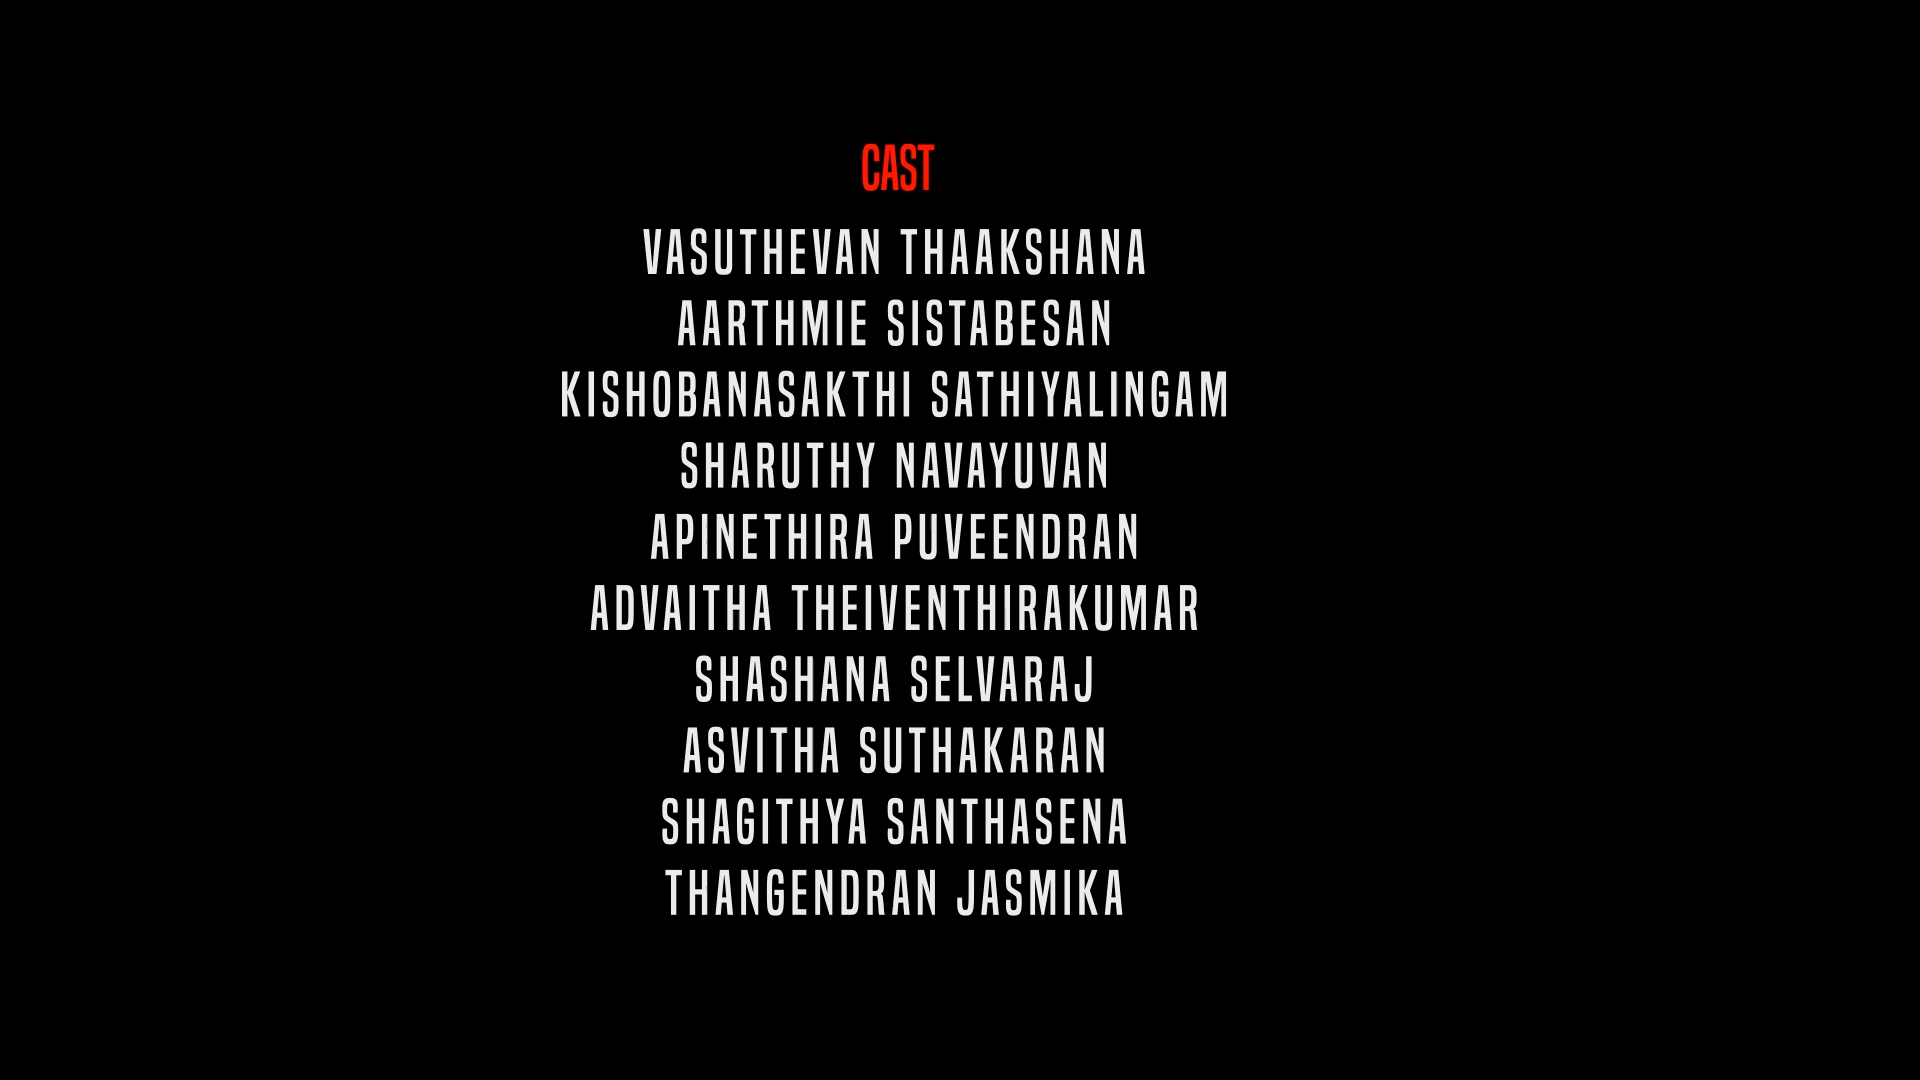 CAST
VASUTHEVAN THAAKSHANA
AARTHMIE SISTABESAN
KISHOBANASAKTHI SATHIYALINGAM
SHARUTHY NAVAYUVAN
APINETHIRA PUVEENDRAN
ADVAITHA THEIVENTHIRAKUMAR
SHASHANA SELVARAJ
ASVITHA SUTHAKARAN
SHAGITHYA SANTHASENA
THANGENDRAN JASMIKA